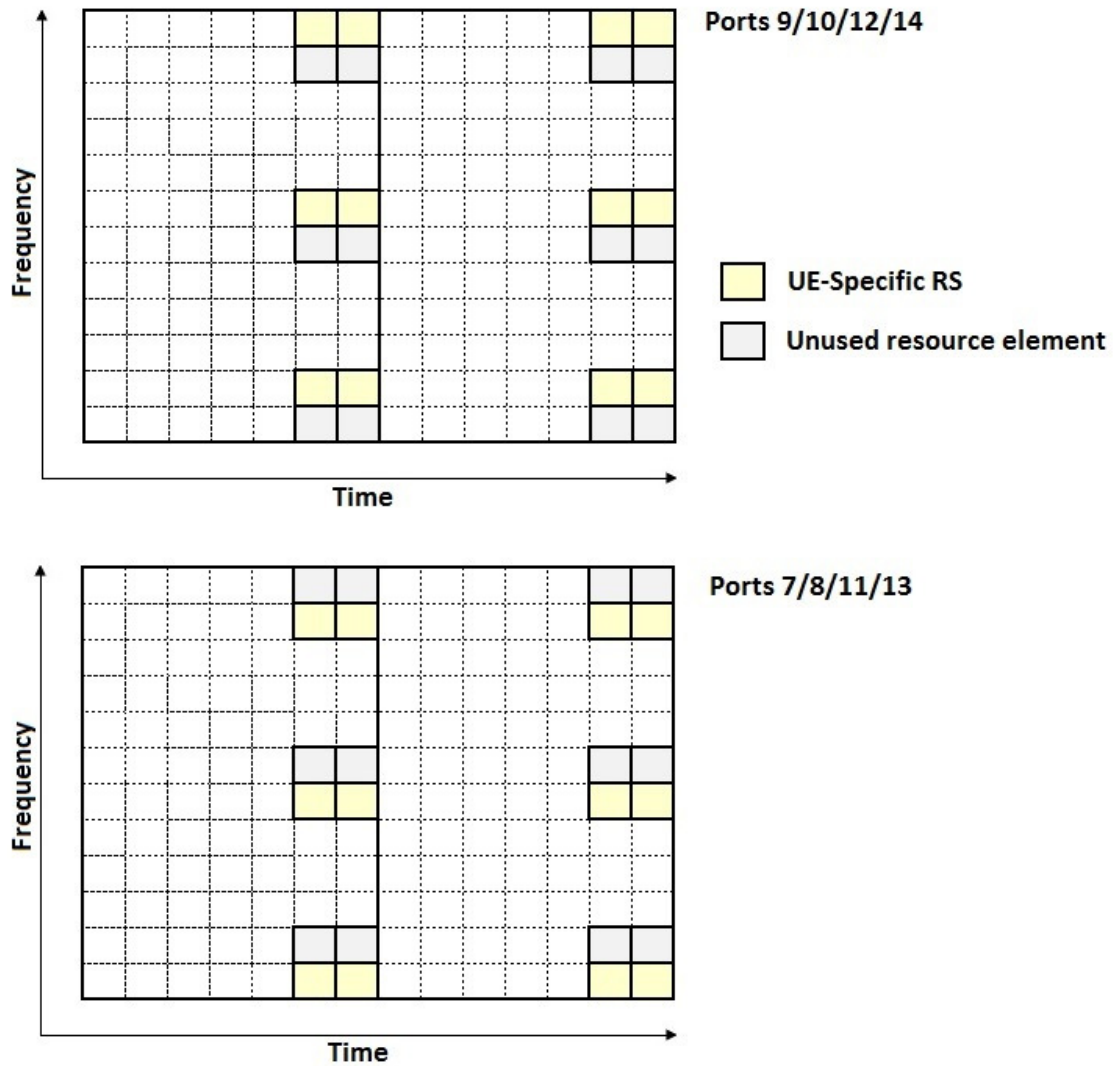 Ports 9/10/12/14
Frequency
UE-Specific RS
Unused resource element
Time
Ports 7/8/11/13
Frequency
Time